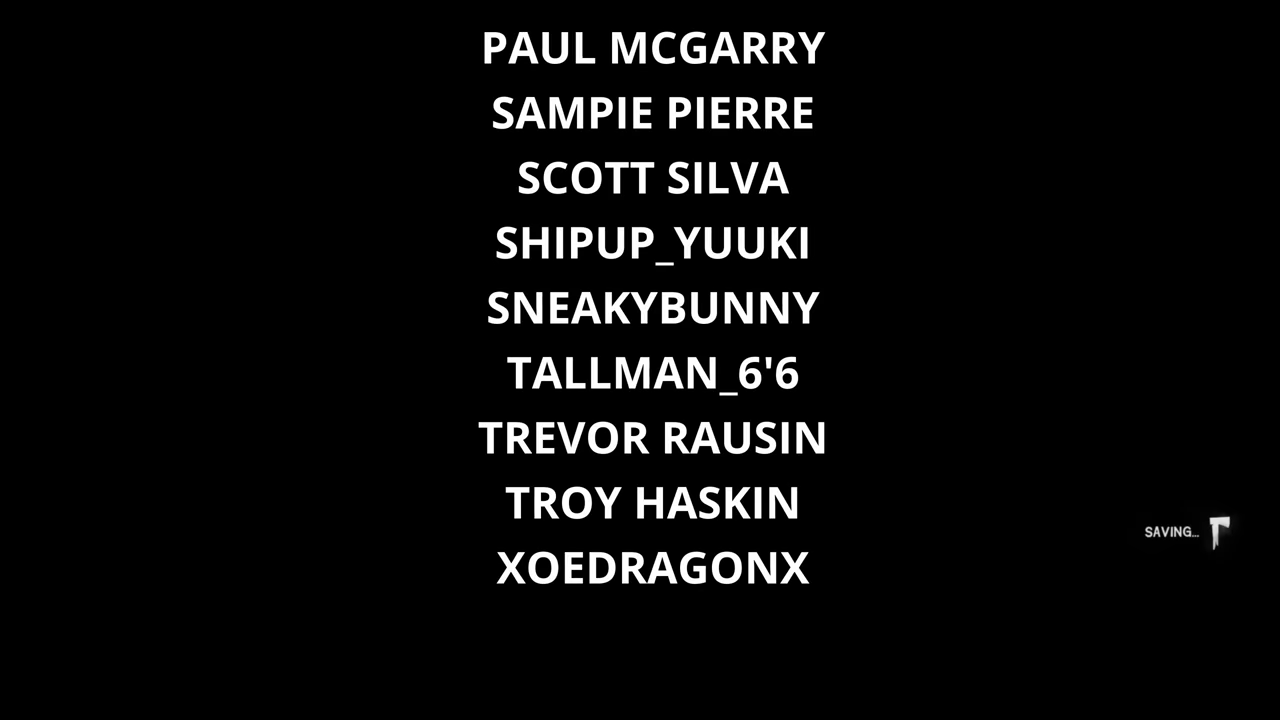 PAUL MCGARRY
SAMPIE PIERRE
SCOTT SILVA
SHIPUP_YUUKI
SNEAKYBUNNY
TALLMAN_6'6
TREVOR RAUSIN
TROY HASKIN
SAVING...
XOEDRAGONX